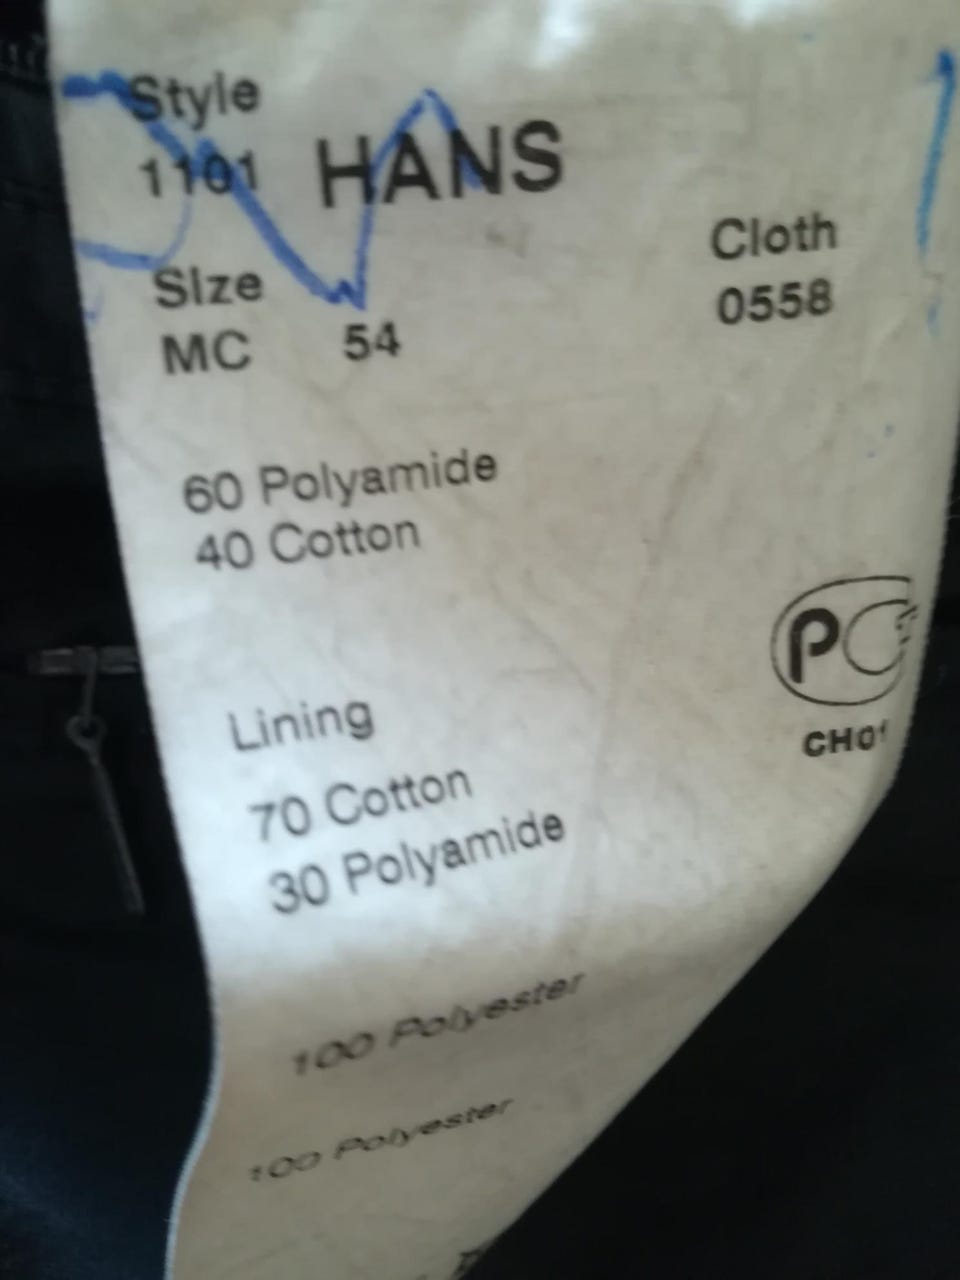 Style
1101 HANS
Cloth
0558
SIze
MC 54
60 Polyamide
40 Cotton
PC
CH01
Lining
70 Cotton
30 Polyamide
100 Polyester
100 Polyester